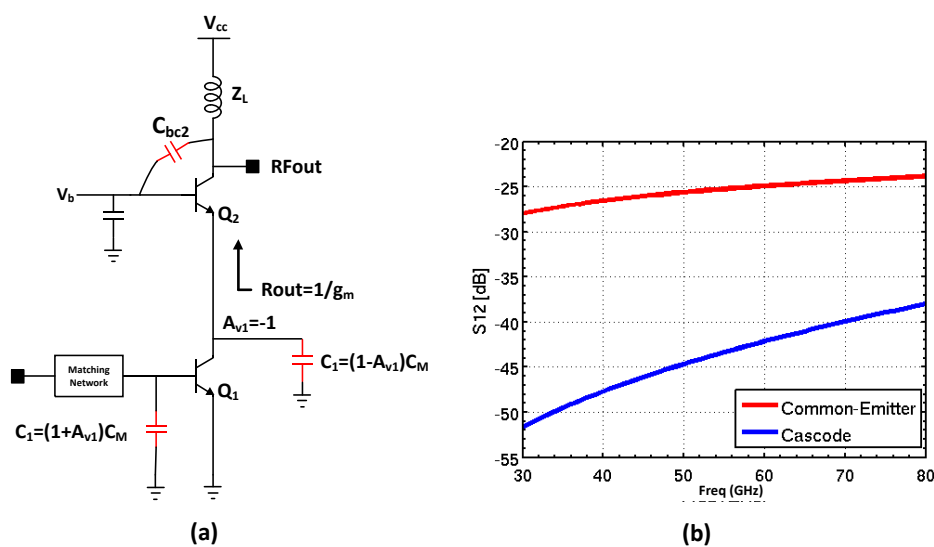 Vcc
ZL
Cbc2
RFout
Vb
Q2
Rout=1/gm
Av1=-1
C1=(1-Av1)CM
Matching
Network
Q1
C1=(1+Av1)CM
(a)
-20
-25
-30
-35
-40
-45
-50
-55
S12 [dB]
Common-Emitter
Cascode
30 40 50 60 70 80
Freq (GHz)
(b)